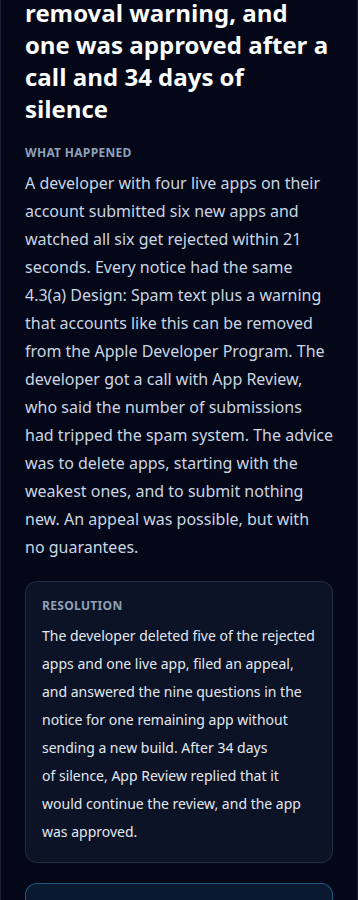 removal warning, and
one was approved after a
call and 34 days of
silence
WHAT HAPPENED
A developer with four live apps on their
account submitted six new apps and
watched all six get rejected within 21
seconds. Every notice had the same
4.3(a) Design: Spam text plus a warning
that accounts like this can be removed
from the Apple Developer Program. The
developer got a call with App Review,
who said the number of submissions
had tripped the spam system. The advice
was to delete apps, starting with the
weakest ones, and to submit nothing
new. An appeal was possible, but with
no guarantees.
RESOLUTION
The developer deleted five of the rejected
apps and one live app, filed an appeal,
and answered the nine questions in the
notice for one remaining app without
sending a new build. After 34 days
of silence, App Review replied that it
would continue the review, and the app
was approved.